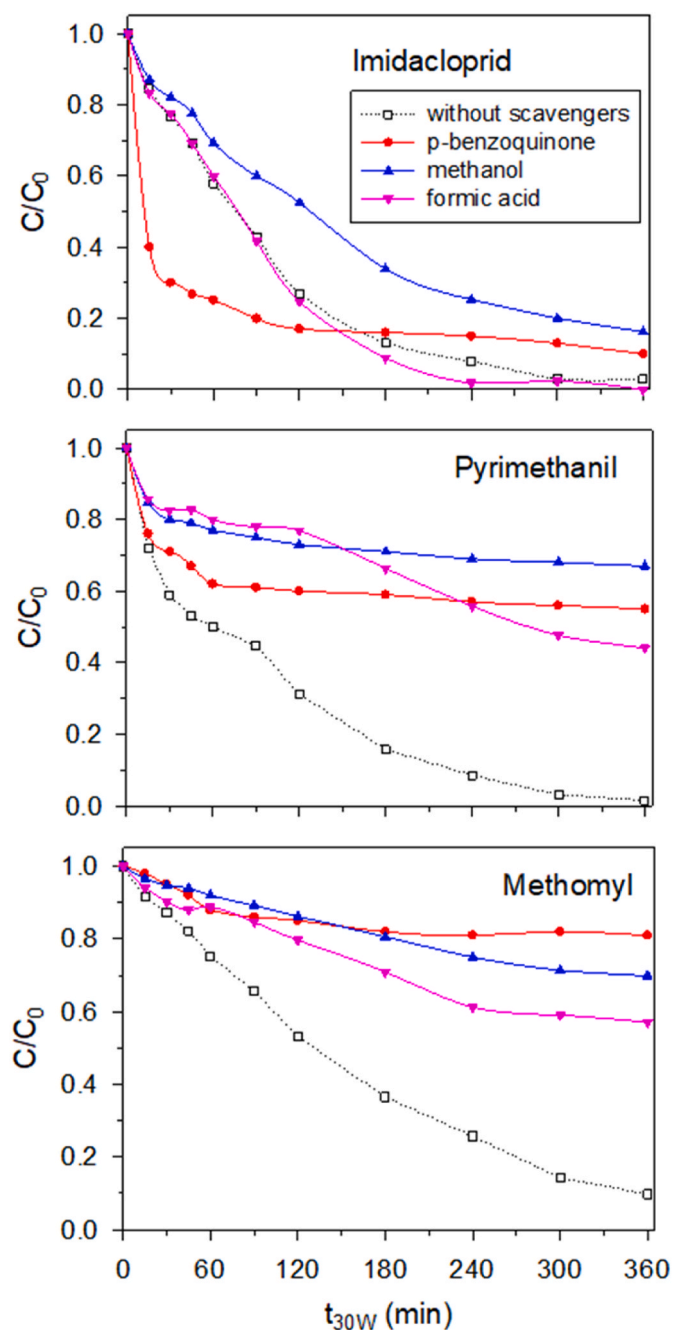 Imidacloprid
without scavengers
p-benzoquinone
methanol
formic acid
C/C0
1.0
0.8
0.6
0.4
0.2
0.0
Pyrimethanil
C/C0
1.0
0.8
0.6
0.4
0.2
0.0
Methomyl
C/C0
1.0
0.8
0.6
0.4
0.2
0.0
0 60 120 180 240 300 360
t30W (min)